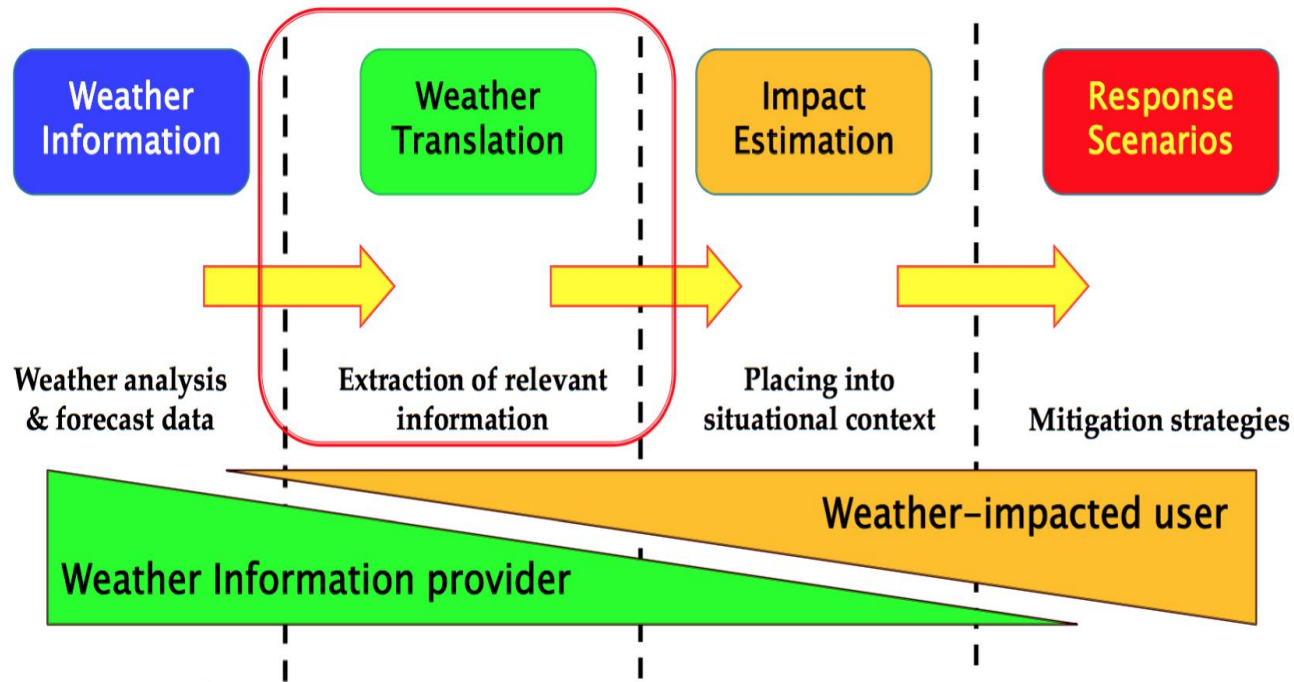 Weather
Information
Weather
Translation
Impact
Estimation
Response
Scenarios
Weather analysis
& forecast data
Extraction of relevant
information
Placing into
situational context
Mitigation strategies
Weather-impacted user
Weather Information provider